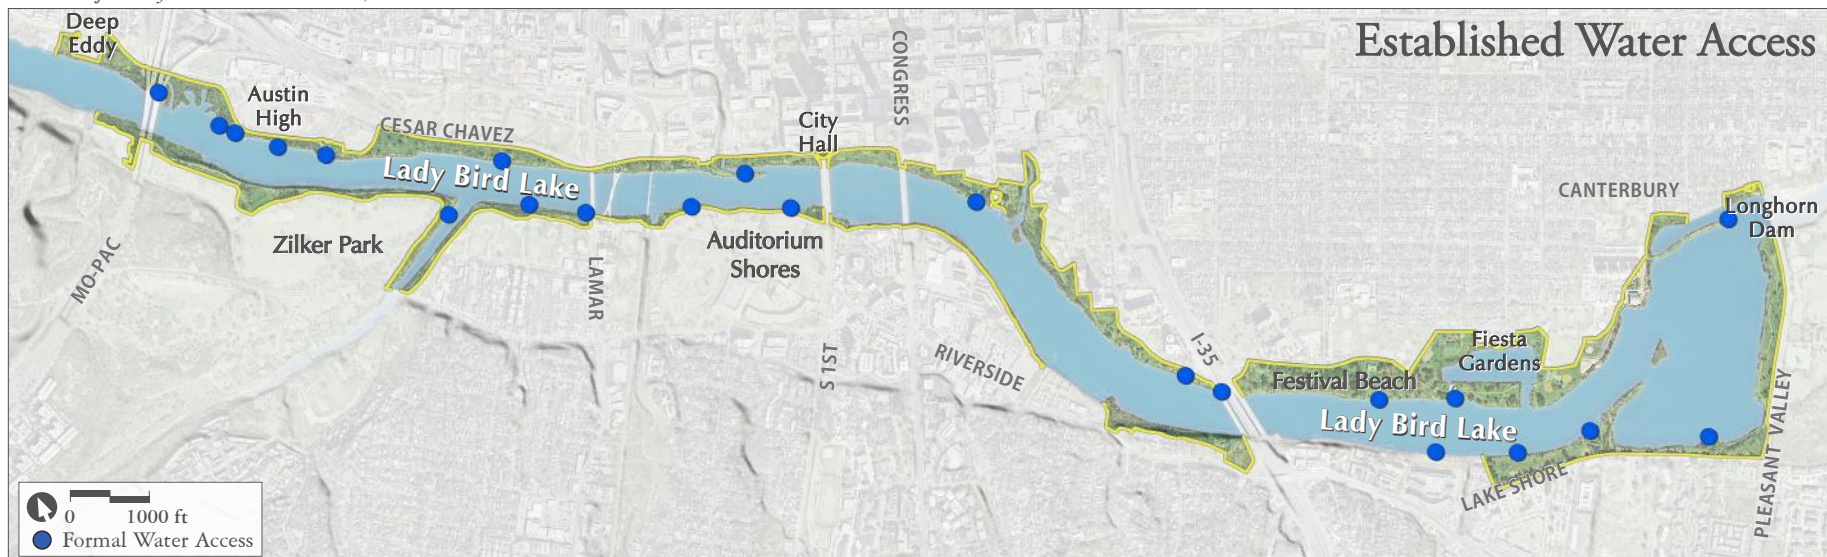 Established Water Access
Deep
Eddy
Austin
High
CESAR CHAVEZ
City
Hall
CONGRESS
Lady Bird Lake
Zilker Park
MO-PAC
LAMAR
Auditorium
Shores
S 1ST
RIVERSIDE
I-35
CANTERBURY
Longhorn
Dam
Fiesta
Gardens
Festival Beach
Lady Bird Lake
LAKE SHORE
PLEASANT VALLEY
0 1000 ft
Formal Water Access